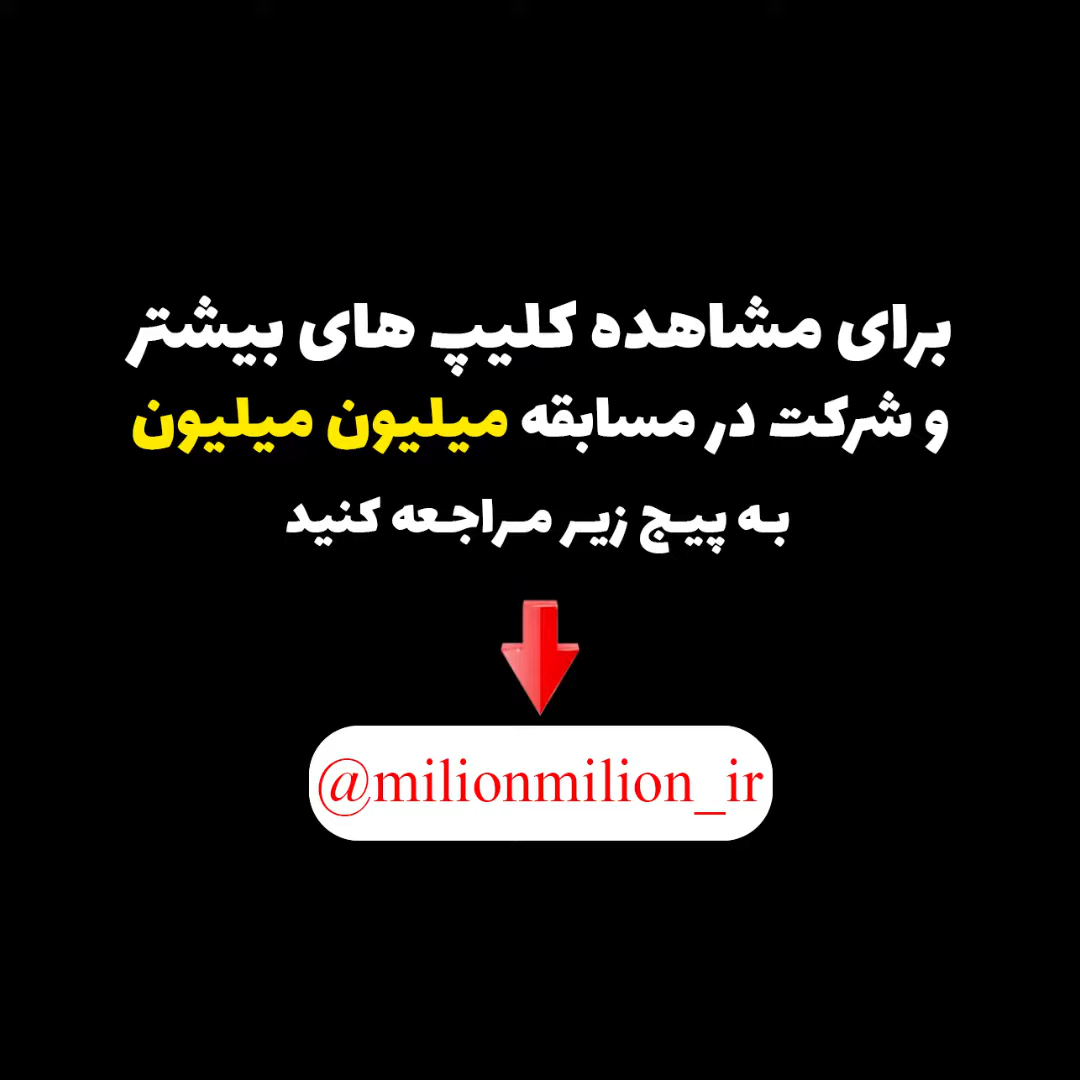 برای مشاهده کلیپ های بیشتر
و شرکت در مسابقه میلیون میلیون
به پیج زیر مراجعه کنید
@milionmilion_ir